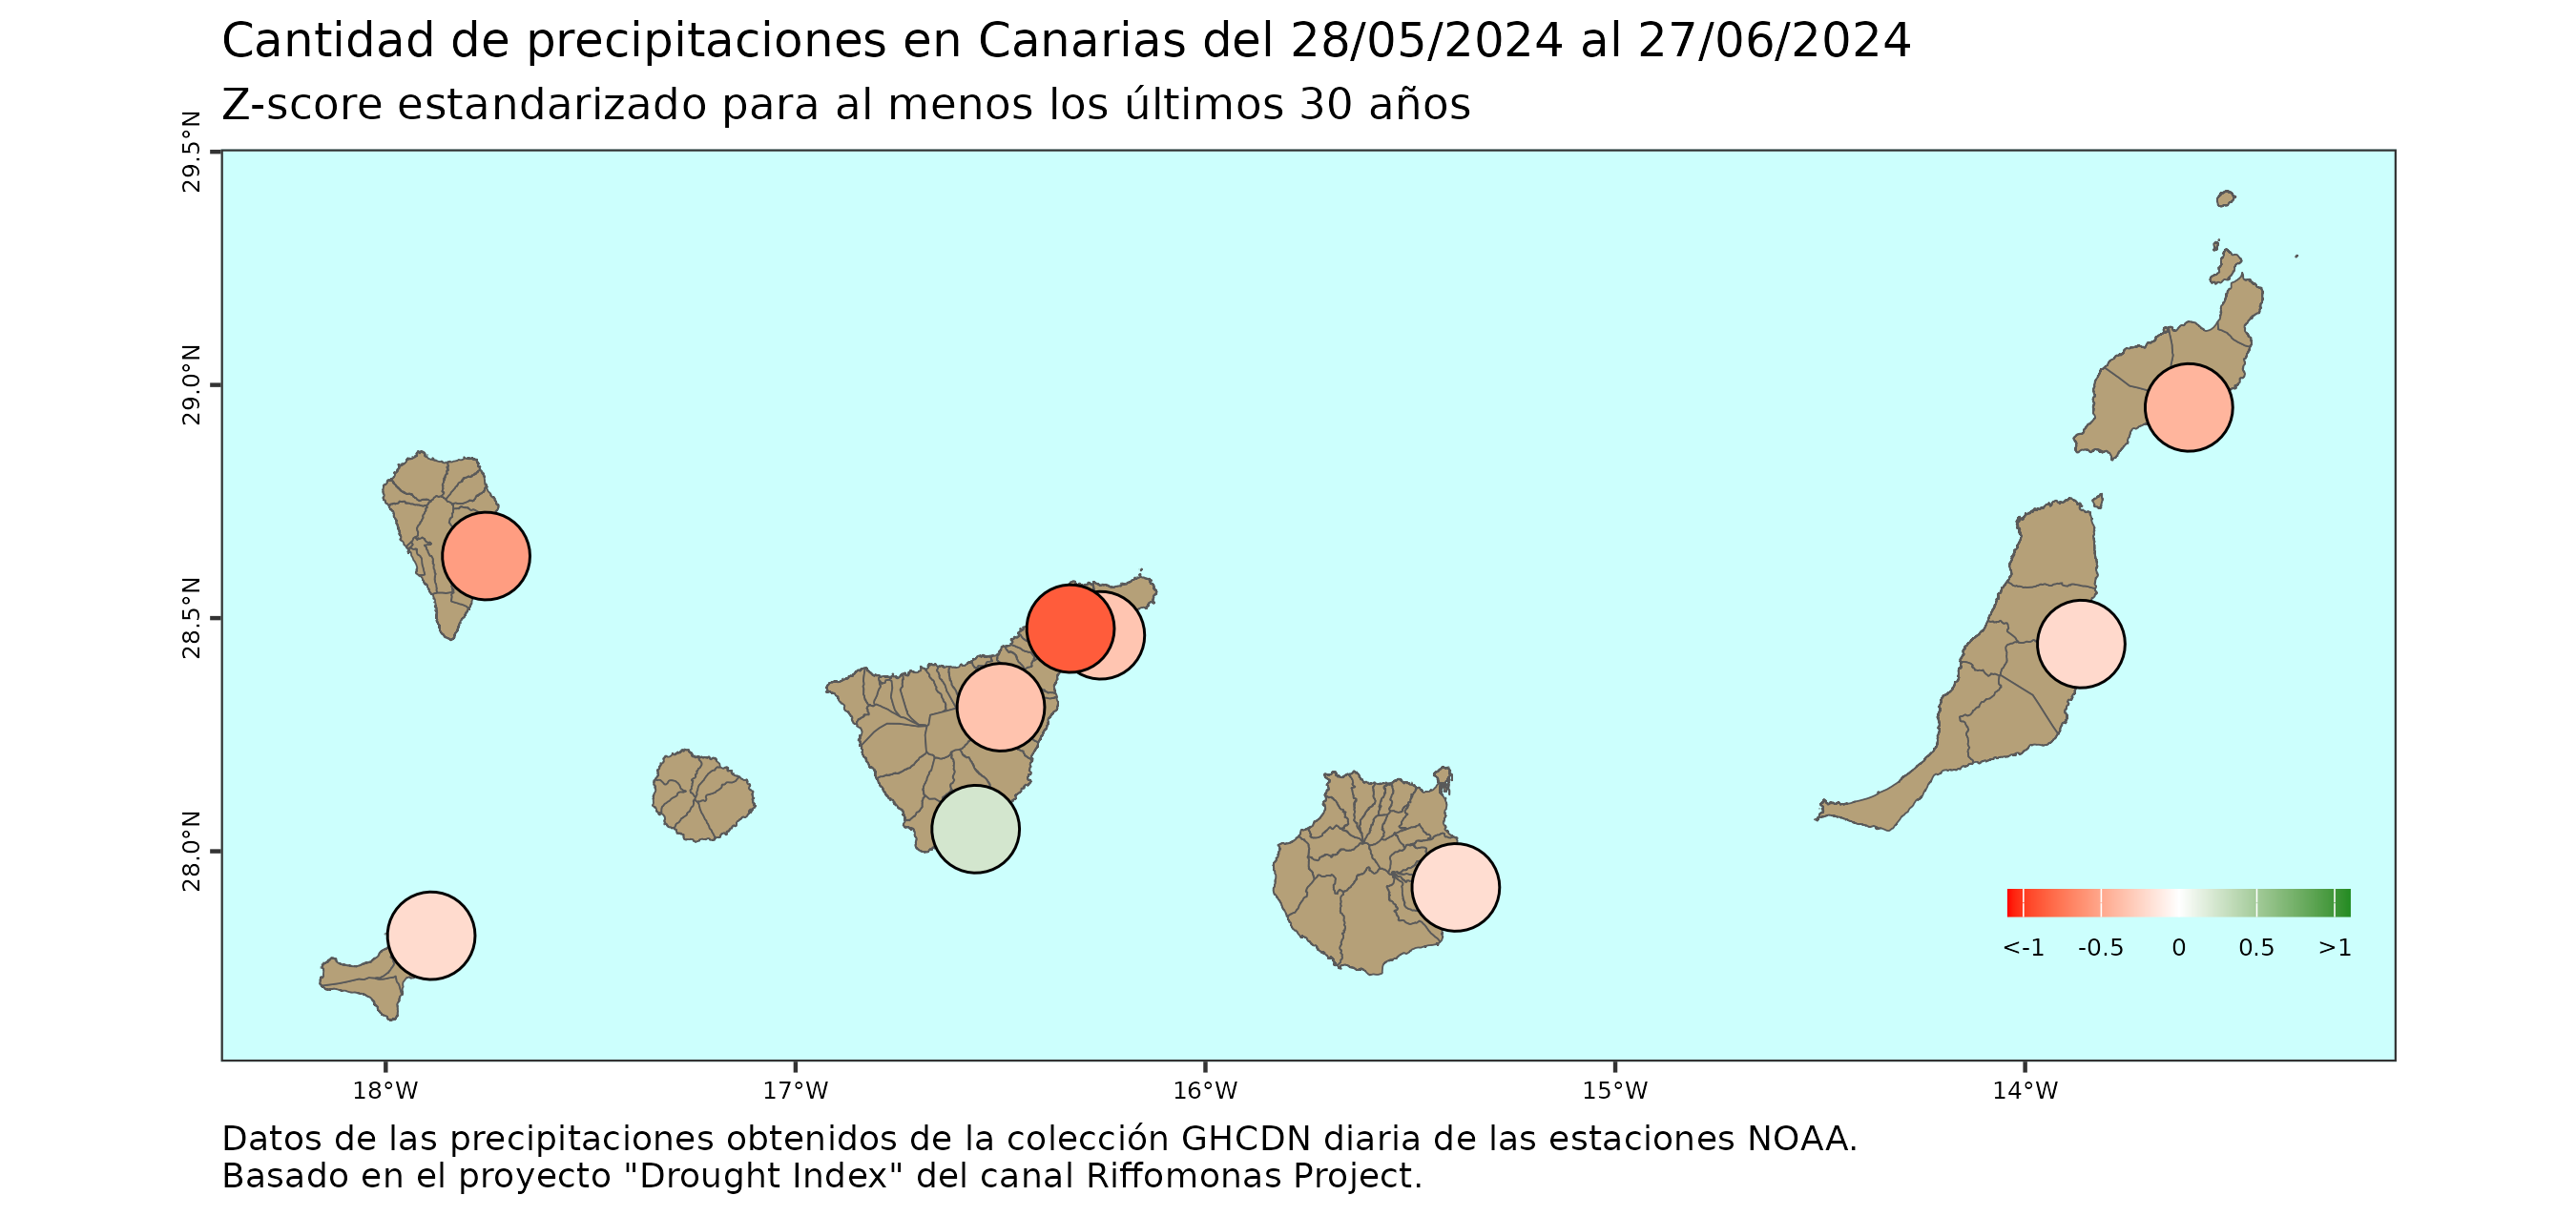 Cantidad de precipitaciones en Canarias del 28/05/2024 al 27/06/2024
Z-score estandarizado para al menos los últimos 30 años
29.5°N
29.0°N
28.5°N
28.0°N
<-1 -0.5 0 0.5 >1
18°W 17°W 16°W 15°W 14°W
Datos de las precipitaciones obtenidos de la colección GHCDN diaria de las estaciones NOAA.
Basado en el proyecto "Drought Index" del canal Riffomonas Project.